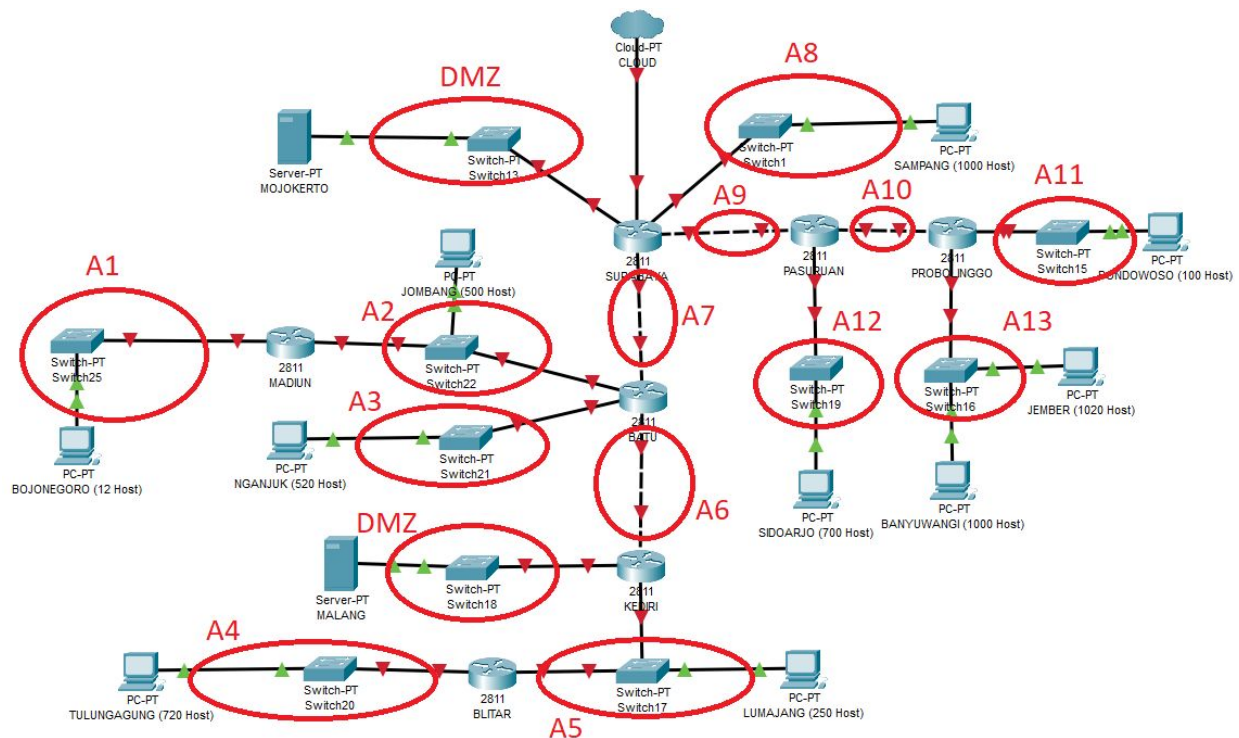 Cloud-PT
CLOUD
A8
DMZ
Switch-PT
Switch1
PC-PT
SAMPANG (1000 Host)
Server-PT
MOJOKERTO
Switch-PT
Switch13
A9
A10
A11
2811
SURABAYA
2811
PASURUAN
2811
PROBOLINGGO
Switch-PT
Switch15
PC-PT
BONDOWOSO (100 Host)
A1
PC-PT
JOMBANG (500 Host)
A2
A7
A12
A13
Switch-PT
Switch25
2811
MADIUN
Switch-PT
Switch22
Switch-PT
Switch19
Switch-PT
Switch16
PC-PT
JEMBER (1020 Host)
A3
2811
BATU
PC-PT
BOJONEGORO (12 Host)
PC-PT
NGANJUK (520 Host)
Switch-PT
Switch21
A6
PC-PT
SIDOARJO (700 Host)
PC-PT
BANYUWANGI (1000 Host)
DMZ
Server-PT
MALANG
Switch-PT
Switch18
2811
KEDIRI
A4
PC-PT
TULUNGAGUNG (720 Host)
Switch-PT
Switch20
2811
BLITAR
A5
Switch-PT
Switch17
PC-PT
LUMAJANG (250 Host)